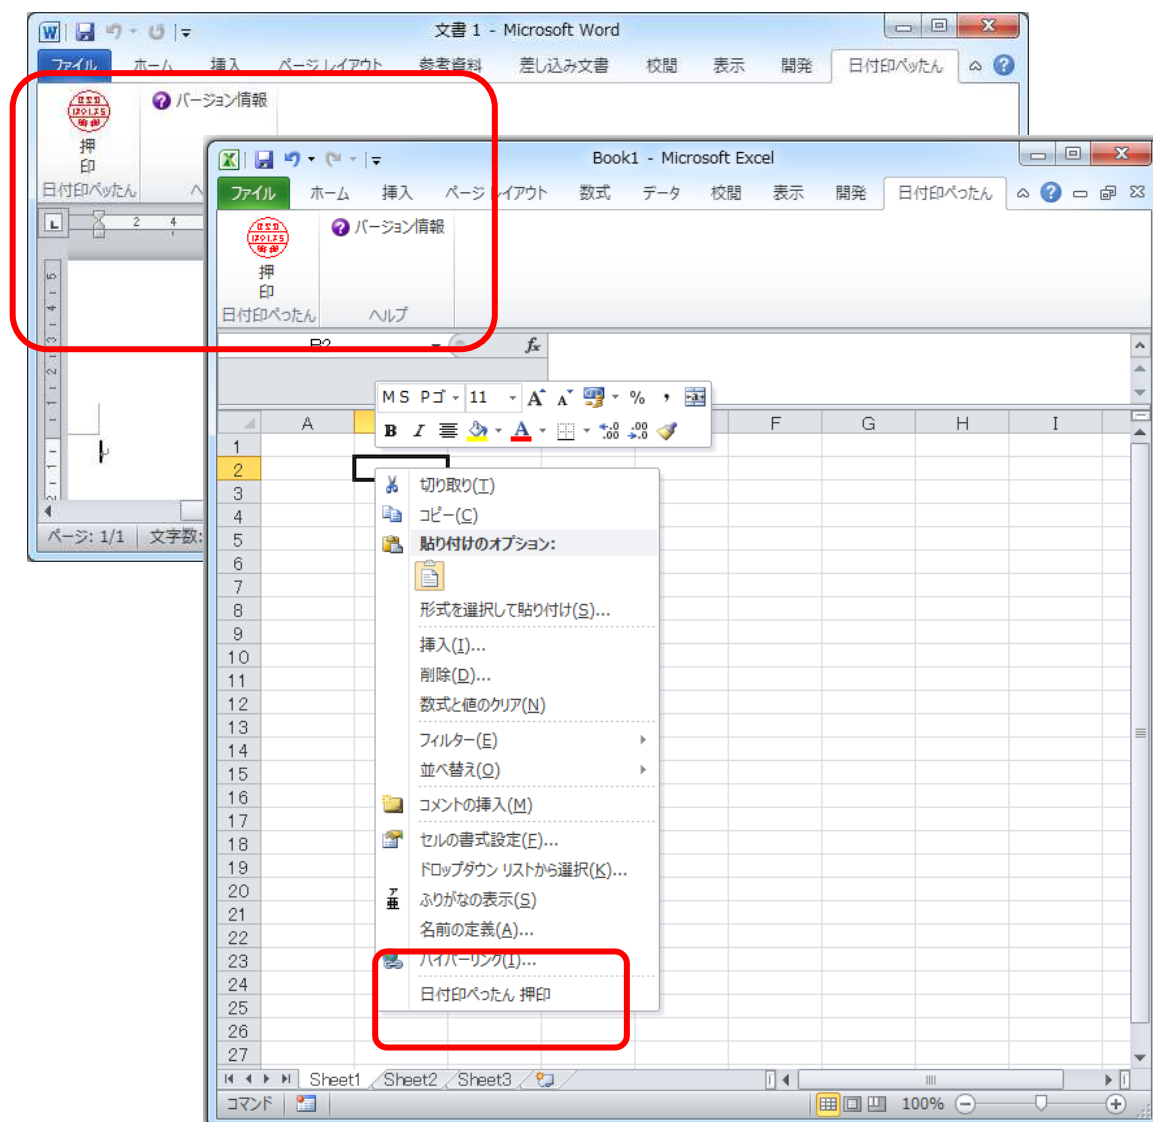 文書 1 - Microsoft Word
ファイル ホーム 挿入 ページ レイアウト 参考資料 差し込み文書 校閲 表示 開発 日付印ぺったん
バージョン情報
押
印
日付印ぺったん
2 4
ページ: 1/1 文字数:
Book1 - Microsoft Excel
ファイル ホーム 挿入 ページ レイアウト 数式 データ 校閲 表示 開発 日付印ぺったん
バージョン情報
押
印
日付印ぺったん ヘルプ
B2 fx
MS Pゴ 11 A A % ,
B I A .0 .00 .00 .0
A F G H I
1
2
3
4
5
6
7
8
9
10
11
12
13
14
15
16
17
18
19
20
21
22
23
24
25
26
27
切り取り(T)
コピー(C)
貼り付けのオプション:
形式を選択して貼り付け(S)...
挿入(I)...
削除(D)...
数式と値のクリア(N)
フィルター(E)
並べ替え(O)
コメントの挿入(M)
セルの書式設定(F)...
ドロップダウン リストから選択(K)...
ア亜 ふりがなの表示(S)
名前の定義(A)...
ハイパーリンク(I)...
日付印ぺったん 押印
Sheet1 Sheet2 Sheet3
コマンド 100%